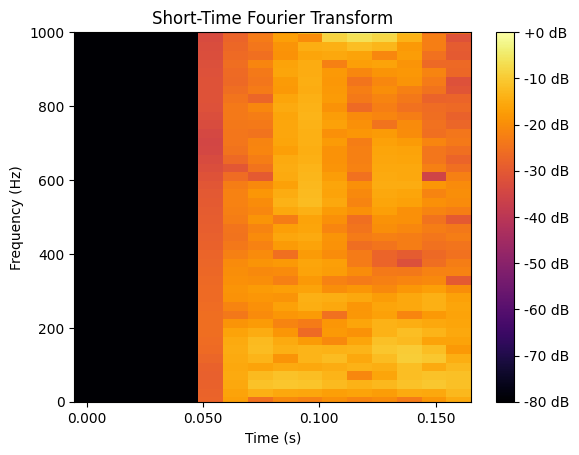 Short-Time Fourier Transform
Frequency (Hz)
1000
800
600
400
200
0
0.000
0.050
0.100
0.150
Time (s)
+0 dB
-10 dB
-20 dB
-30 dB
-40 dB
-50 dB
-60 dB
-70 dB
-80 dB